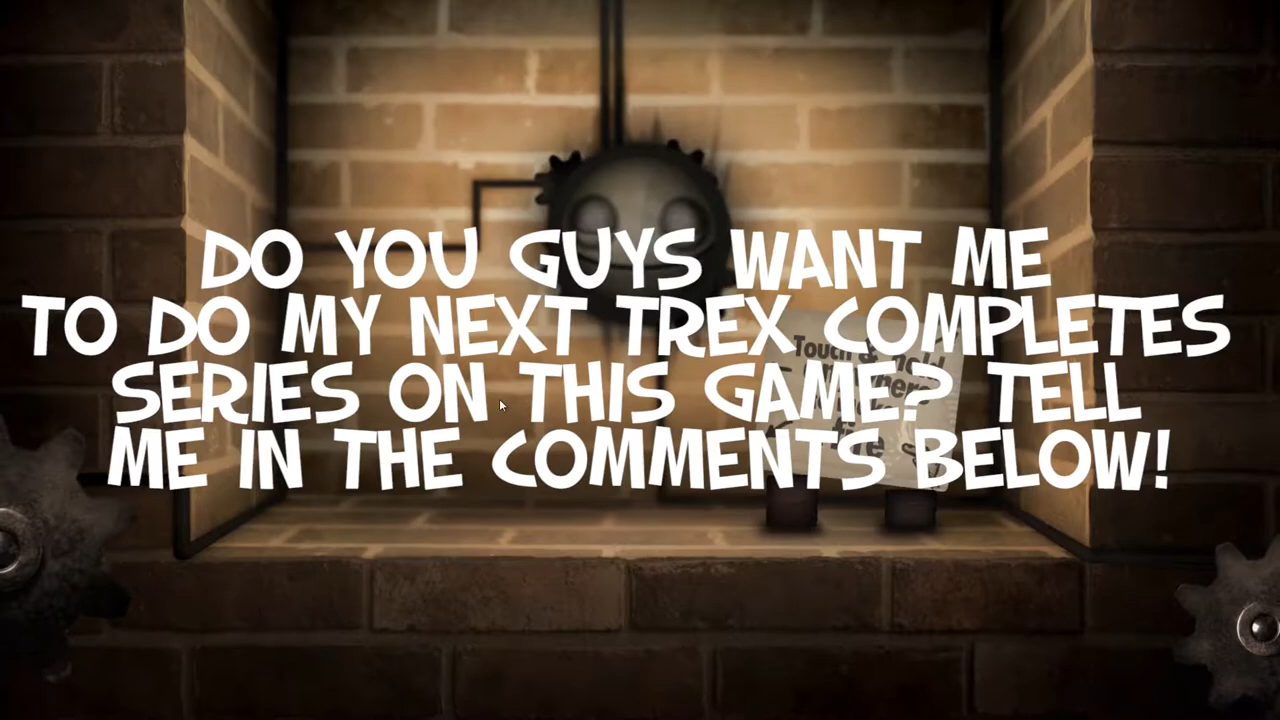 DO YOU GUYS WANT ME
TO DO MY NEXT TREX COMPLETES
SERIES ON THIS GAME? TELL
ME IN THE COMMENTS BELOW!
Touch &